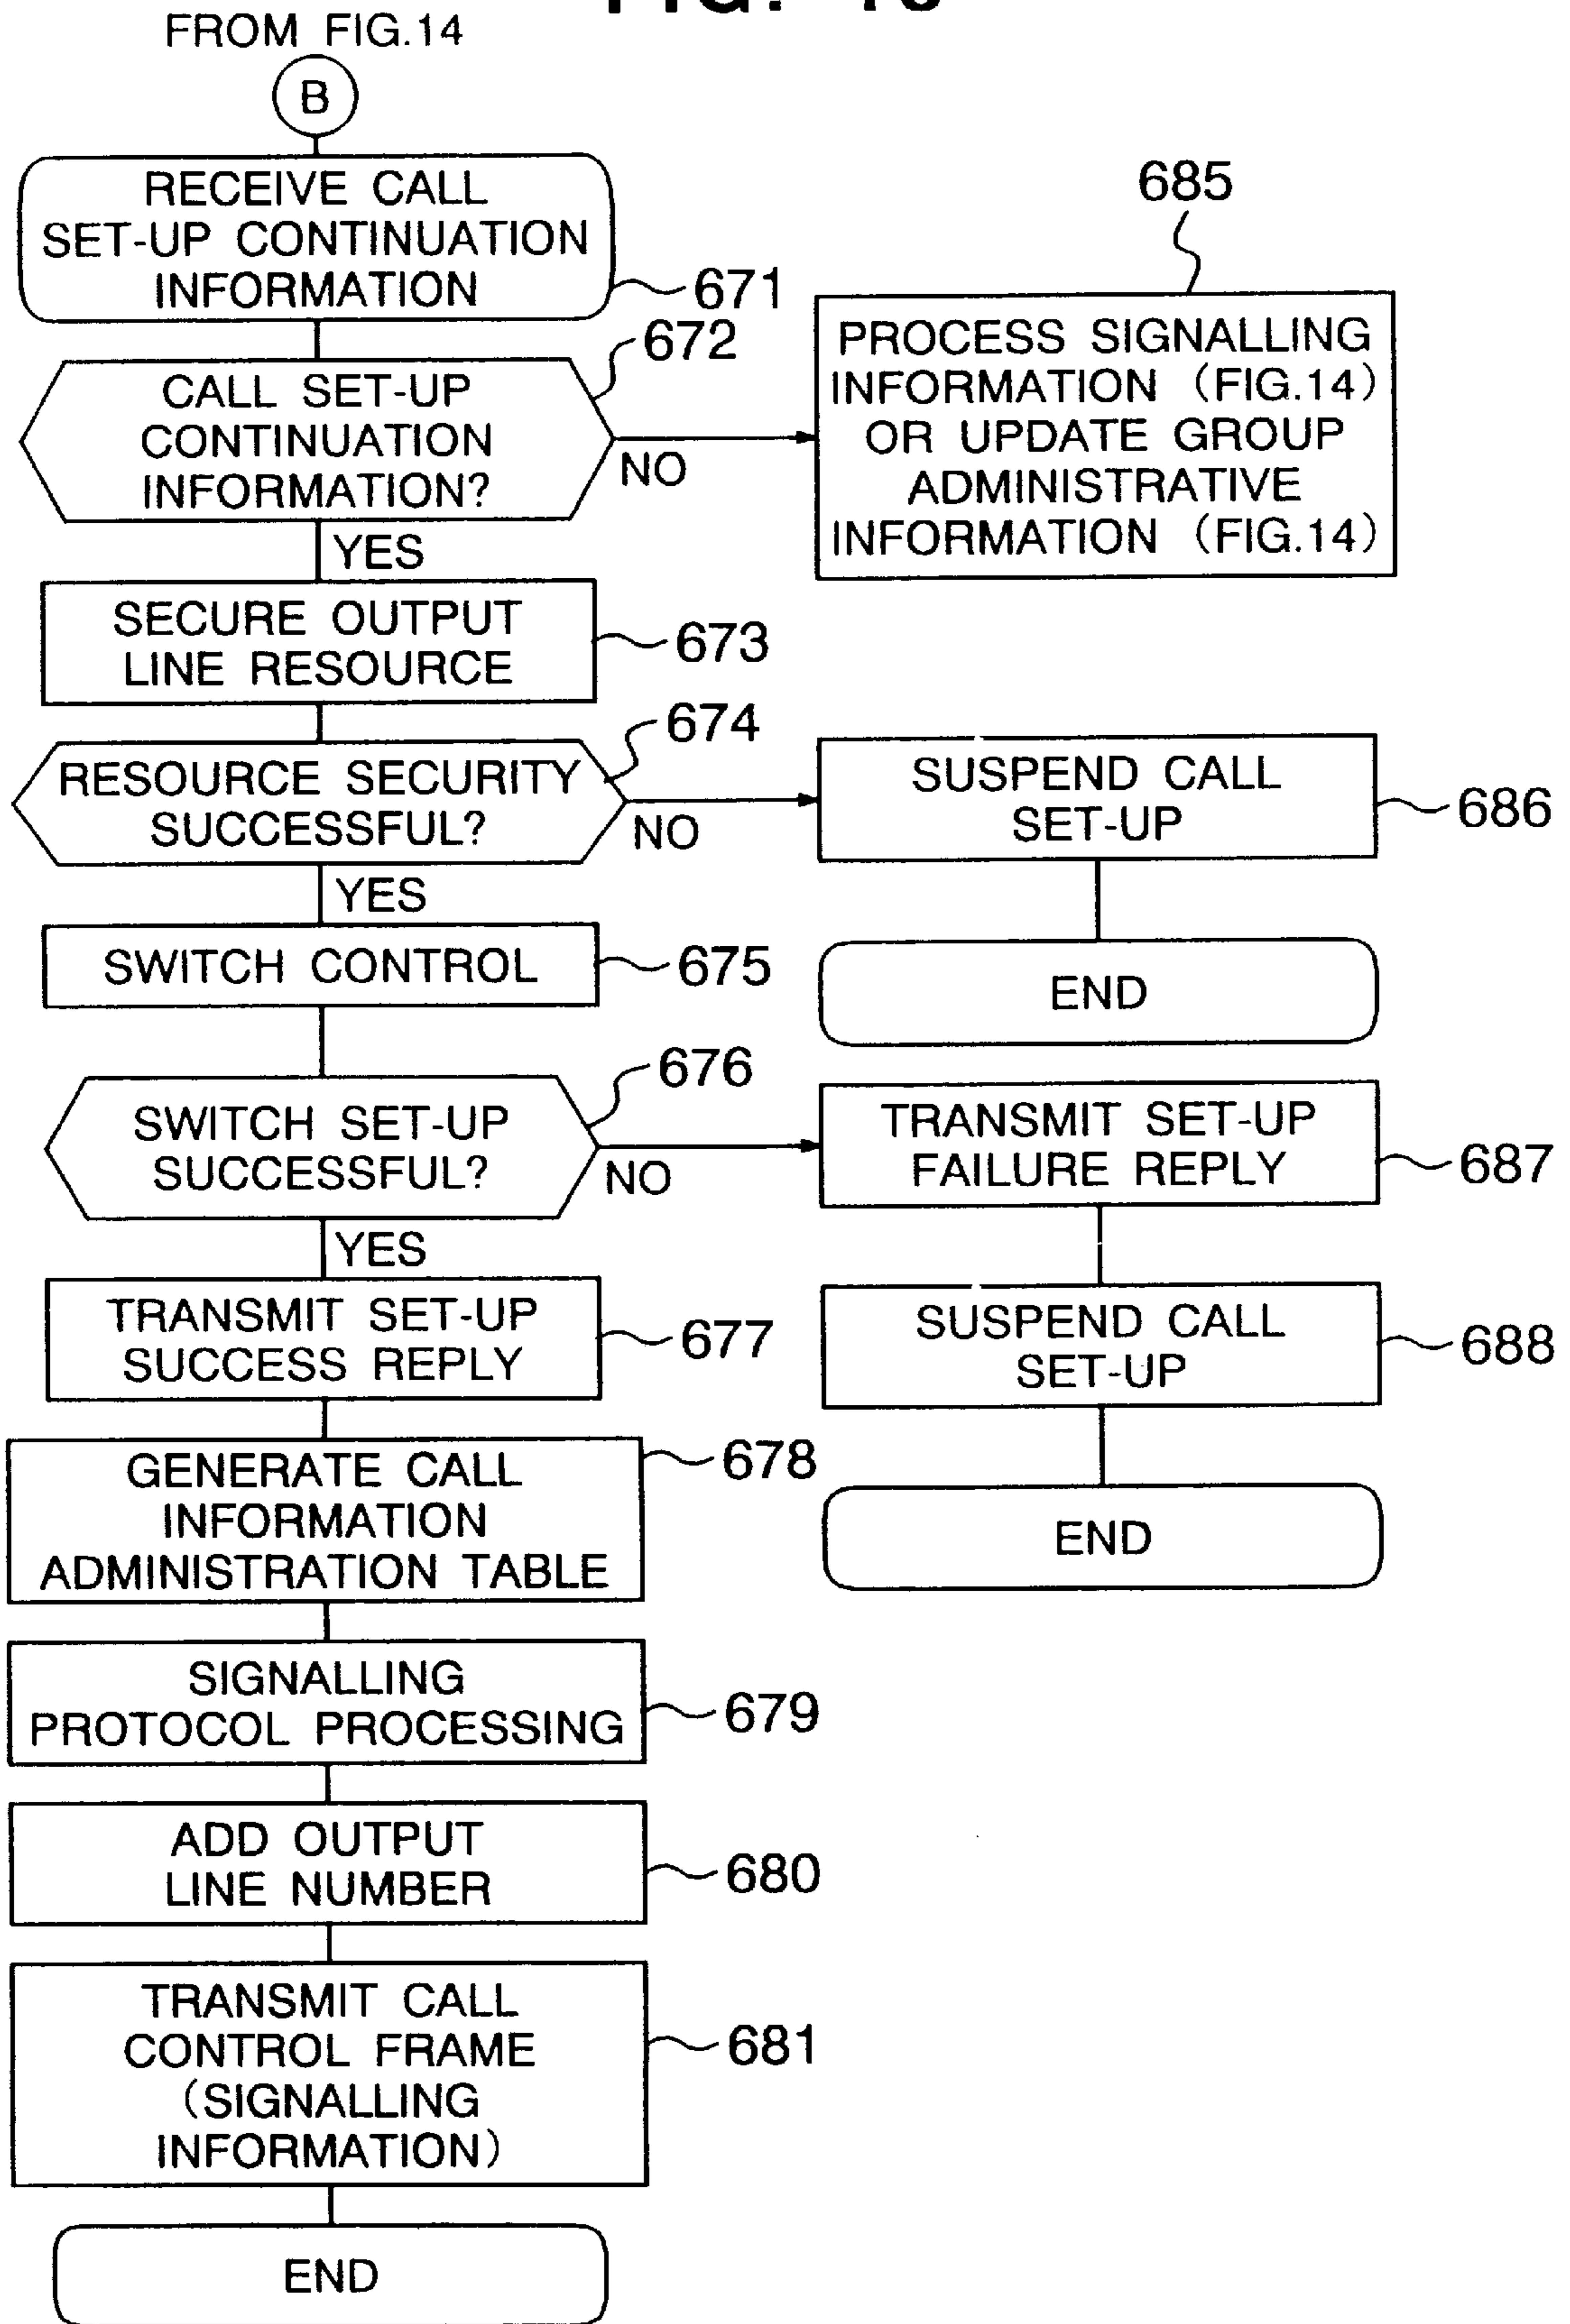 FROM FIG.14
B
RECEIVE CALL
SET-UP CONTINUATION
INFORMATION
671
672
CALL SET-UP
CONTINUATION
INFORMATION?
NO
YES
685
PROCESS SIGNALLING
INFORMATION (FIG.14)
OR UPDATE GROUP
ADMINISTRATIVE
INFORMATION (FIG.14)
SECURE OUTPUT
LINE RESOURCE
673
674
RESOURCE SECURITY
SUCCESSFUL?
NO
YES
SUSPEND CALL
SET-UP
686
END
SWITCH CONTROL
675
676
SWITCH SET-UP
SUCCESSFUL?
NO
YES
TRANSMIT SET-UP
FAILURE REPLY
687
SUSPEND CALL
SET-UP
688
END
TRANSMIT SET-UP
SUCCESS REPLY
677
GENERATE CALL
INFORMATION
ADMINISTRATION TABLE
678
SIGNALLING
PROTOCOL PROCESSING
679
ADD OUTPUT
LINE NUMBER
680
TRANSMIT CALL
CONTROL FRAME
(SIGNALLING
INFORMATION)
681
END